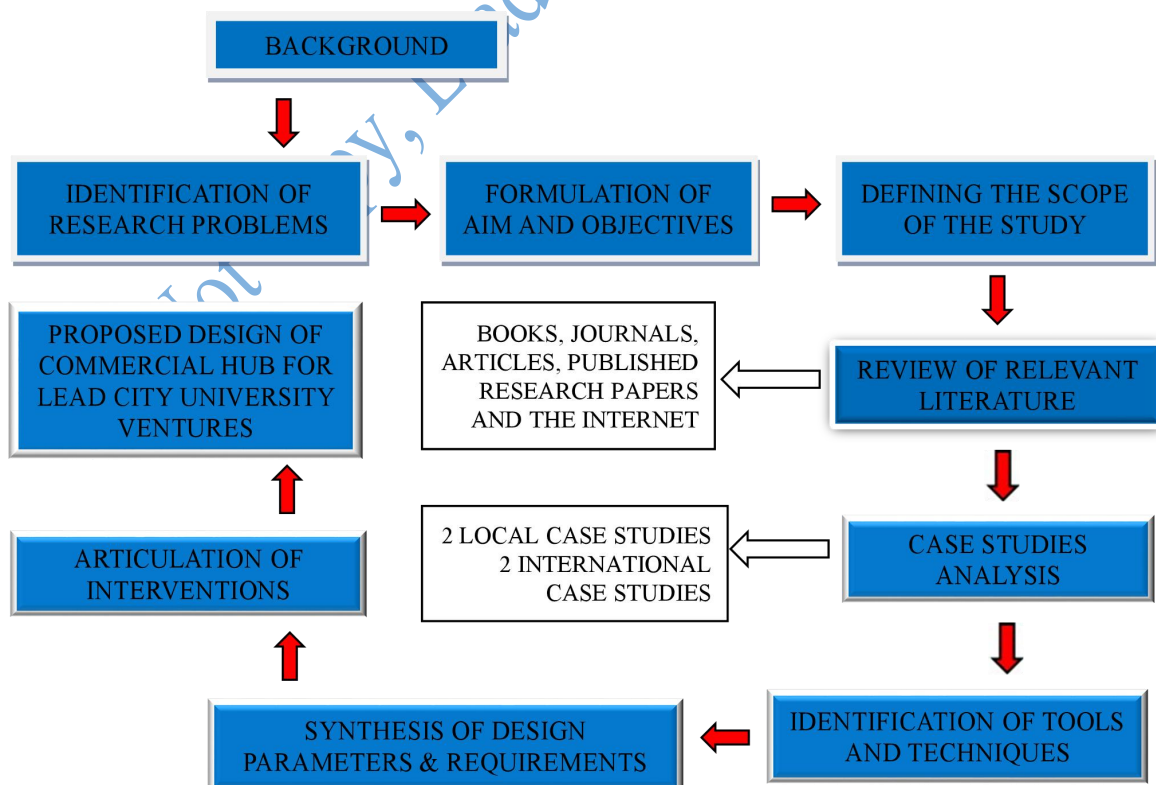 BACKGROUND
IDENTIFICATION OF
RESEARCH PROBLEMS
FORMULATION OF
AIM AND OBJECTIVES
DEFINING THE SCOPE
OF THE STUDY
PROPOSED DESIGN OF
COMMERCIAL HUB FOR
LEAD CITY UNIVERSITY
VENTURES
BOOKS, JOURNALS,
ARTICLES, PUBLISHED
RESEARCH PAPERS
AND THE INTERNET
REVIEW OF RELEVANT
LITERATURE
ARTICULATION OF
INTERVENTIONS
2 LOCAL CASE STUDIES
2 INTERNATIONAL
CASE STUDIES
CASE STUDIES
ANALYSIS
SYNTHESIS OF DESIGN
PARAMETERS & REQUIREMENTS
IDENTIFICATION OF TOOLS
AND TECHNIQUES